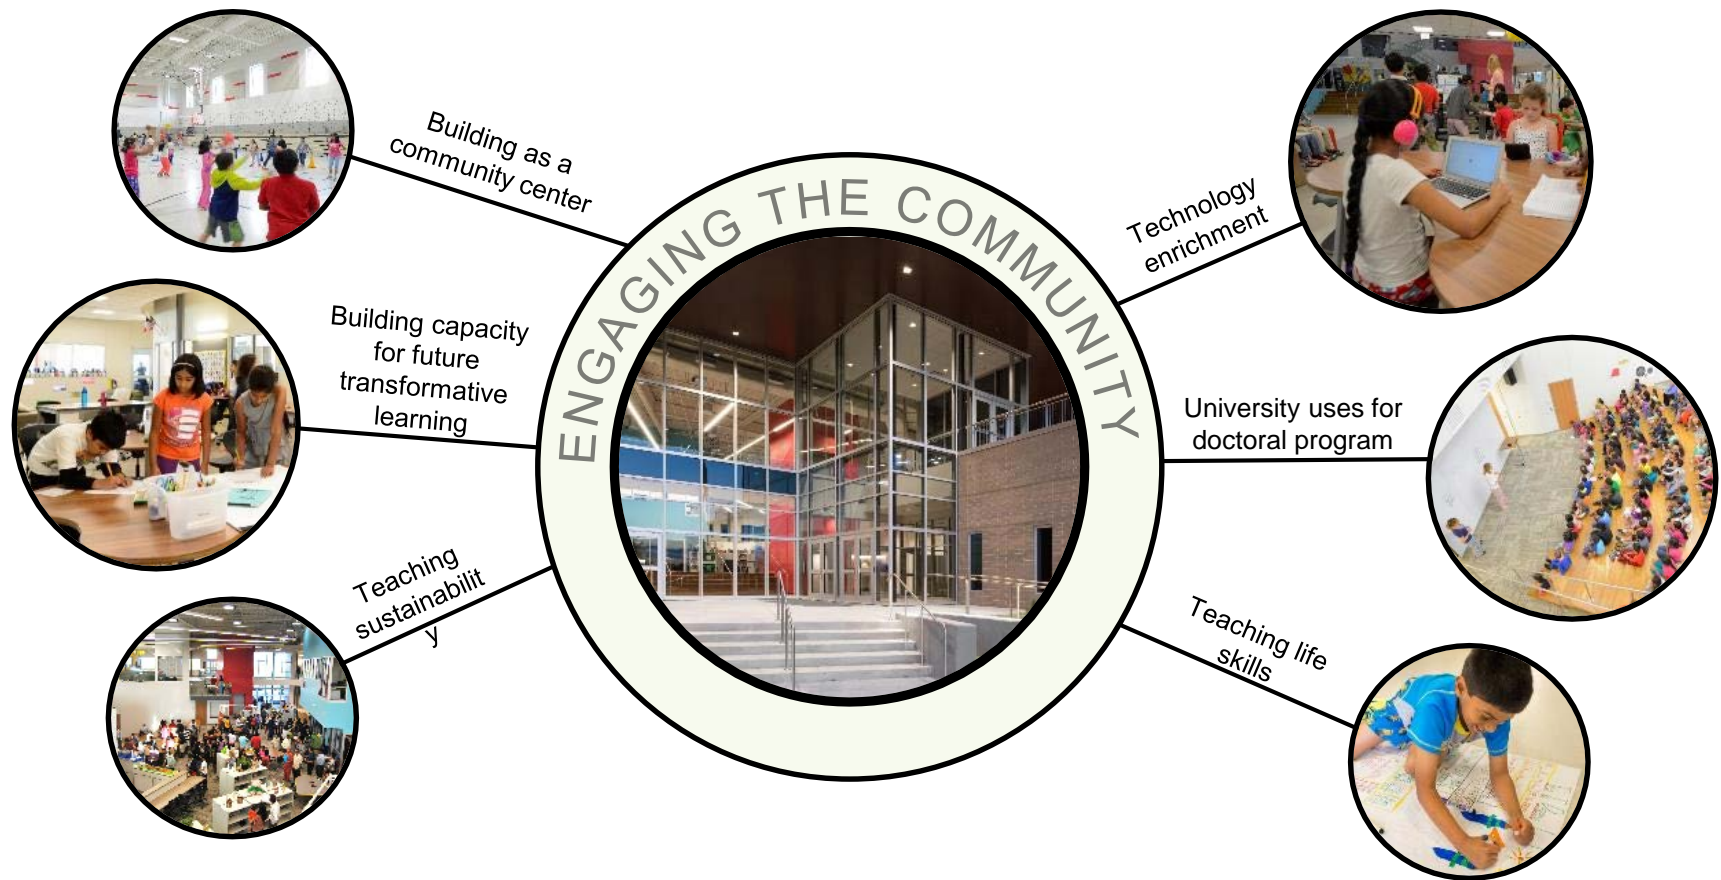 ENGAGING THE COMMUNITY
Building as a
community center
Building capacity
for future
transformative
learning
Teaching
sustainabilit
y
Technology
enrichment
University uses for
doctoral program
Teaching life
skills